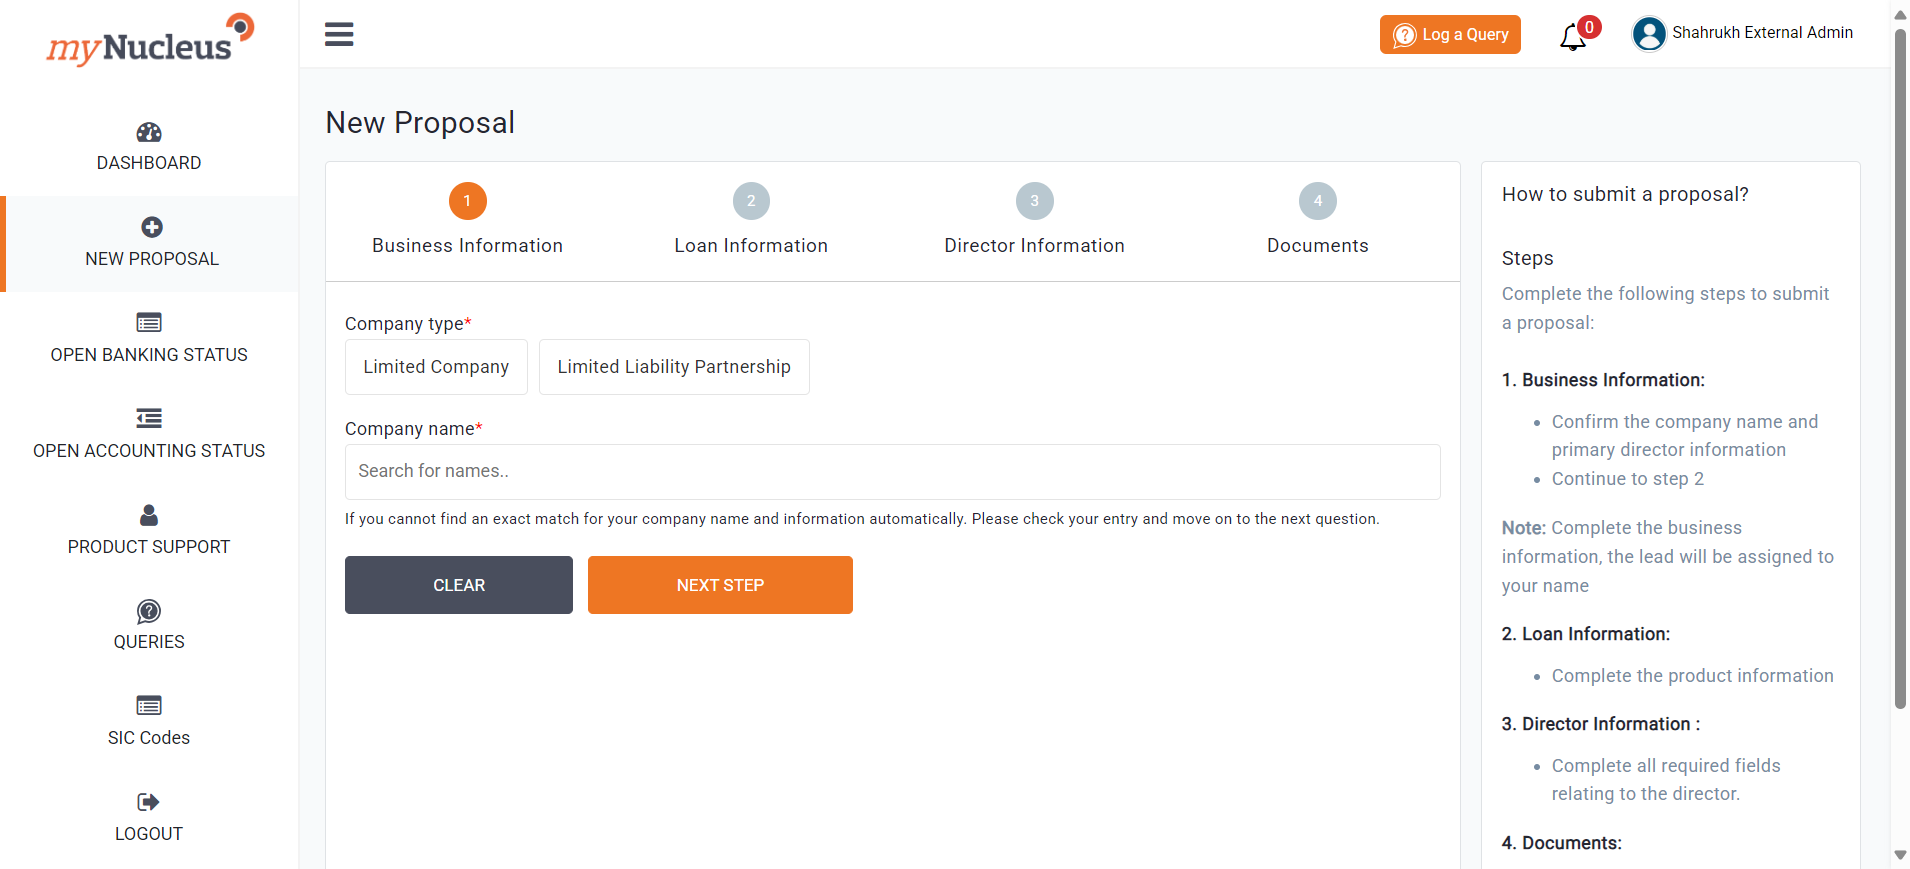 myNucleus
DASHBOARD
NEW PROPOSAL
OPEN BANKING STATUS
OPEN ACCOUNTING STATUS
PRODUCT SUPPORT
QUERIES
SIC Codes
LOGOUT
? Log a Query
0
Shahrukh External Admin
New Proposal
1
Business Information
2
Loan Information
3
Director Information
4
Documents
Company type*
Limited Company
Limited Liability Partnership
Company name*
Search for names..
If you cannot find an exact match for your company name and information automatically. Please check your entry and move on to the next question.
CLEAR
NEXT STEP
How to submit a proposal?
Steps
Complete the following steps to submit
a proposal:
1. Business Information:
• Confirm the company name and
primary director information
• Continue to step 2
Note: Complete the business
information, the lead will be assigned to
your name
2. Loan Information:
• Complete the product information
3. Director Information :
• Complete all required fields
relating to the director.
4. Documents: